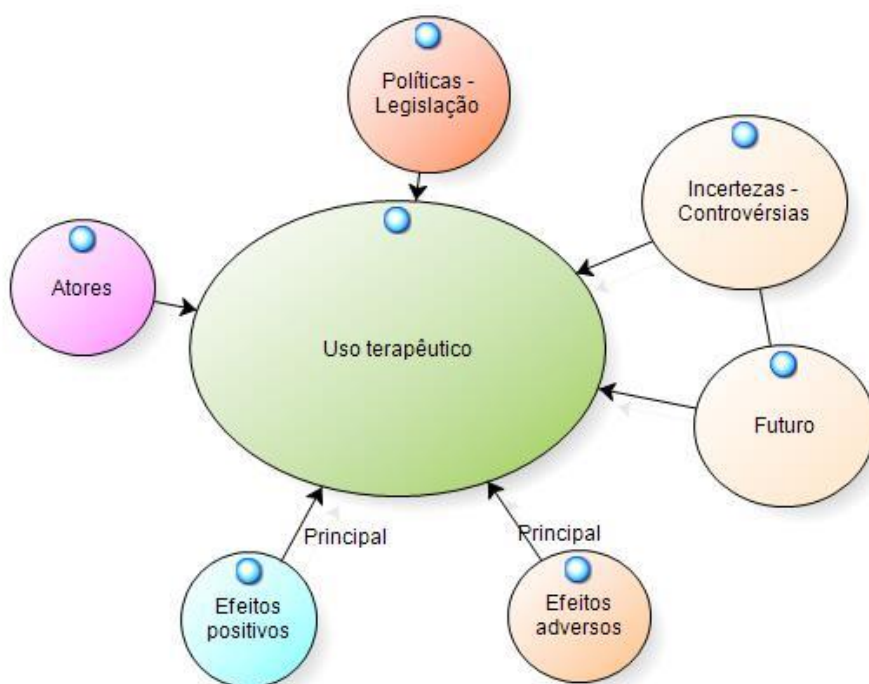 Políticas -
Legislação
Incertezas -
Controvérsias
Atores
Uso terapêutico
Futuro
Principal
Principal
Efeitos
positivos
Efeitos
adversos